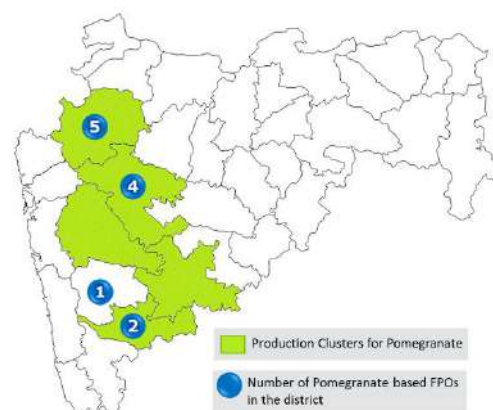 5
4
1
2
Production Clusters for Pomegranate
Number of Pomegranate based FPOs
in the district